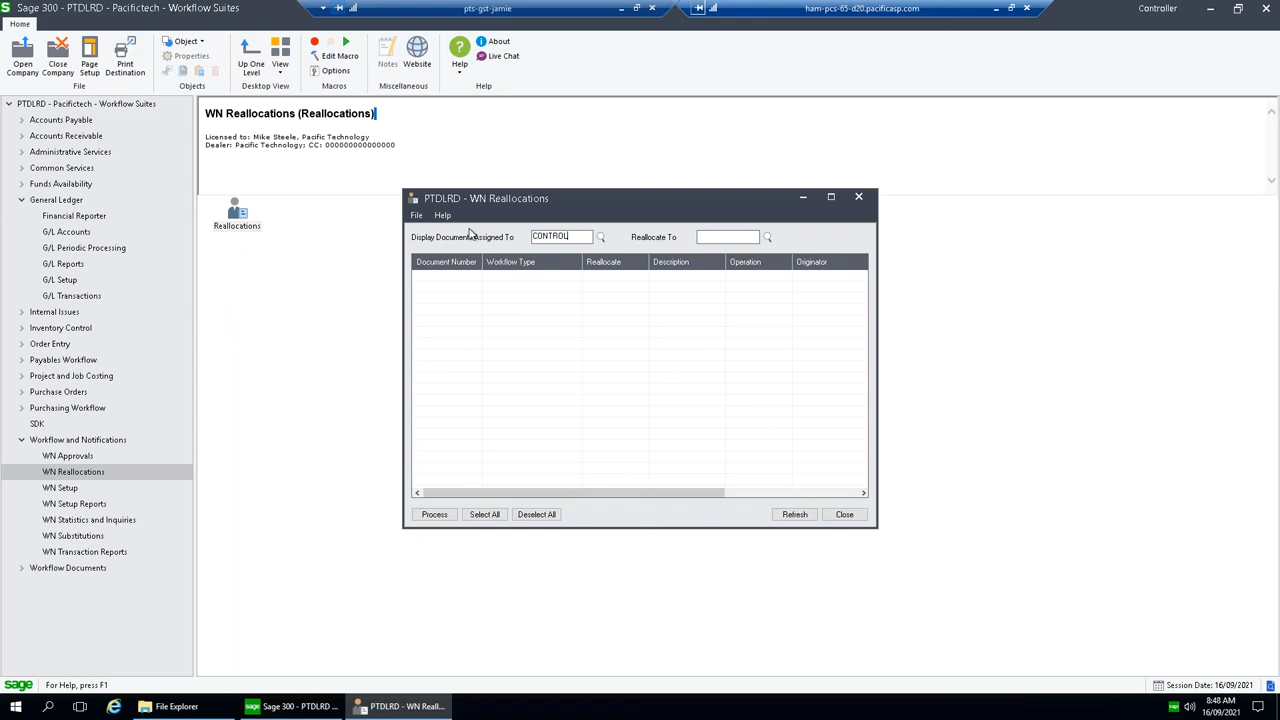 Sage 300 - PTDLRD - Pacifictech - Workflow Suites
pts-gst-jamie
ham-pcs-65-d20.pacificasp.com
Controller
Home
Open Company
Close Company
Page Setup
Print Destination
File
Object
Properties
Objects
Up One Level
View
Desktop View
Edit Macro
Options
Macros
Notes
Website
Miscellaneous
Help
About
Live Chat
Help
PTDLRD - Pacifictech - Workflow Suites
Accounts Payable
Accounts Receivable
Administrative Services
Common Services
Funds Availability
General Ledger
Financial Reporter
G/L Accounts
G/L Periodic Processing
G/L Reports
G/L Setup
G/L Transactions
Internal Issues
Inventory Control
Order Entry
Payables Workflow
Project and Job Costing
Purchase Orders
Purchasing Workflow
SDK
Workflow and Notifications
WN Approvals
WN Reallocations
WN Setup
WN Setup Reports
WN Statistics and Inquiries
WN Substitutions
WN Transaction Reports
Workflow Documents
WN Reallocations (Reallocations)
Licensed to: Mike Steele, Pacific Technology
Dealer: Pacific Technology; CC: 000000000000000
Reallocations
PTDLRD - WN Reallocations
File Help
Display Documents Assigned To CONTROL Reallocate To
Document Number Workflow Type Reallocate Description Operation Originator
Process Select All Deselect All Refresh Close
sage For Help, press F1
Session Date: 16/09/2021
File Explorer
sage Sage 300 - PTDLRD ...
PTDLRD - WN Reall...
sage
8:48 AM
16/09/2021